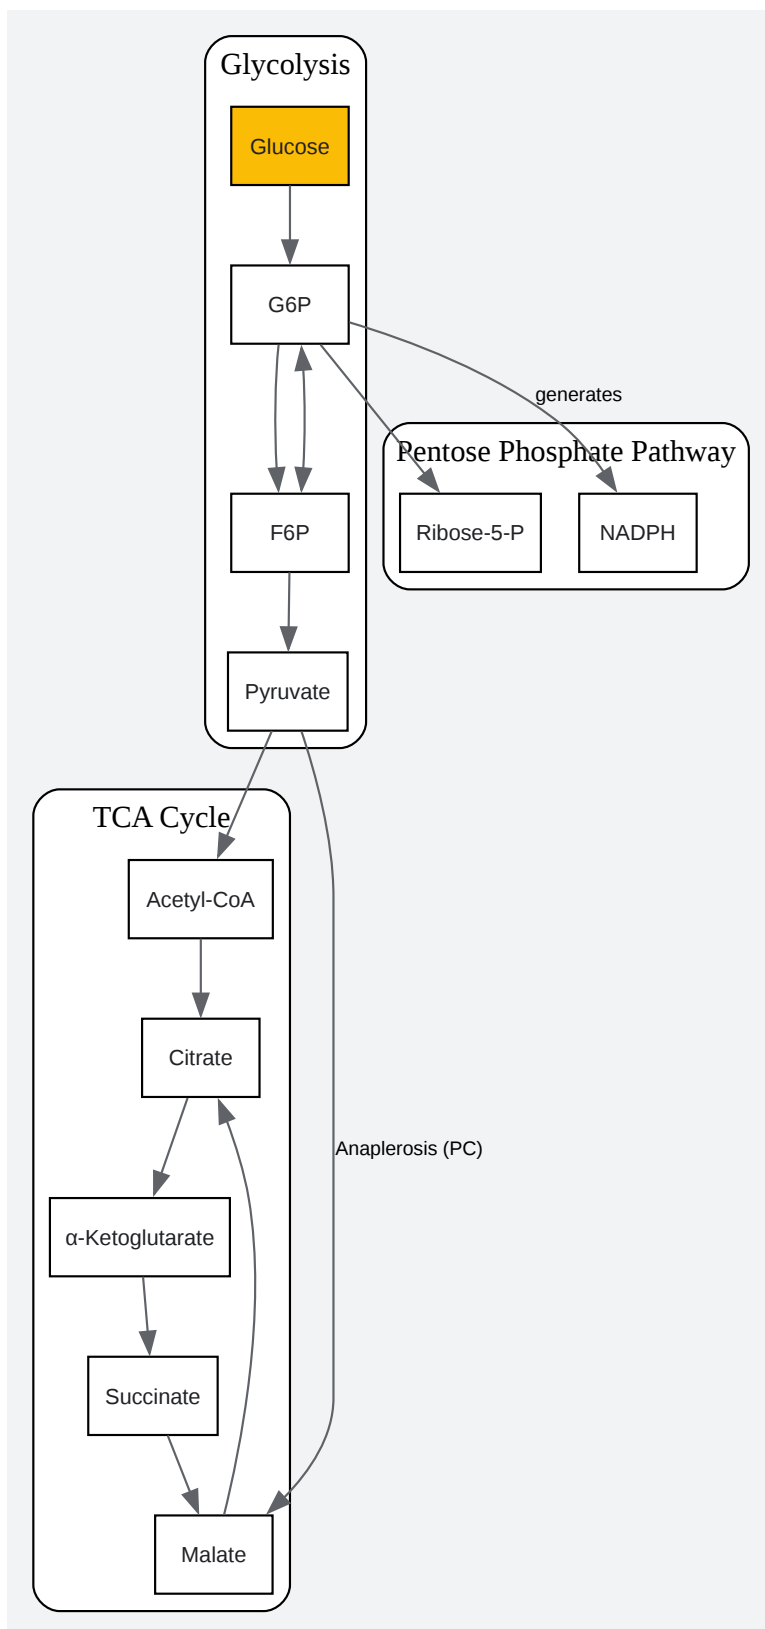 Glycolysis
Glucose
G6P
generates
Pentose Phosphate Pathway
F6P
Ribose-5-P
NADPH
Pyruvate
TCA Cycle
Acetyl-CoA
Citrate
Anaplerosis (PC)
α-Ketoglutarate
Succinate
Malate